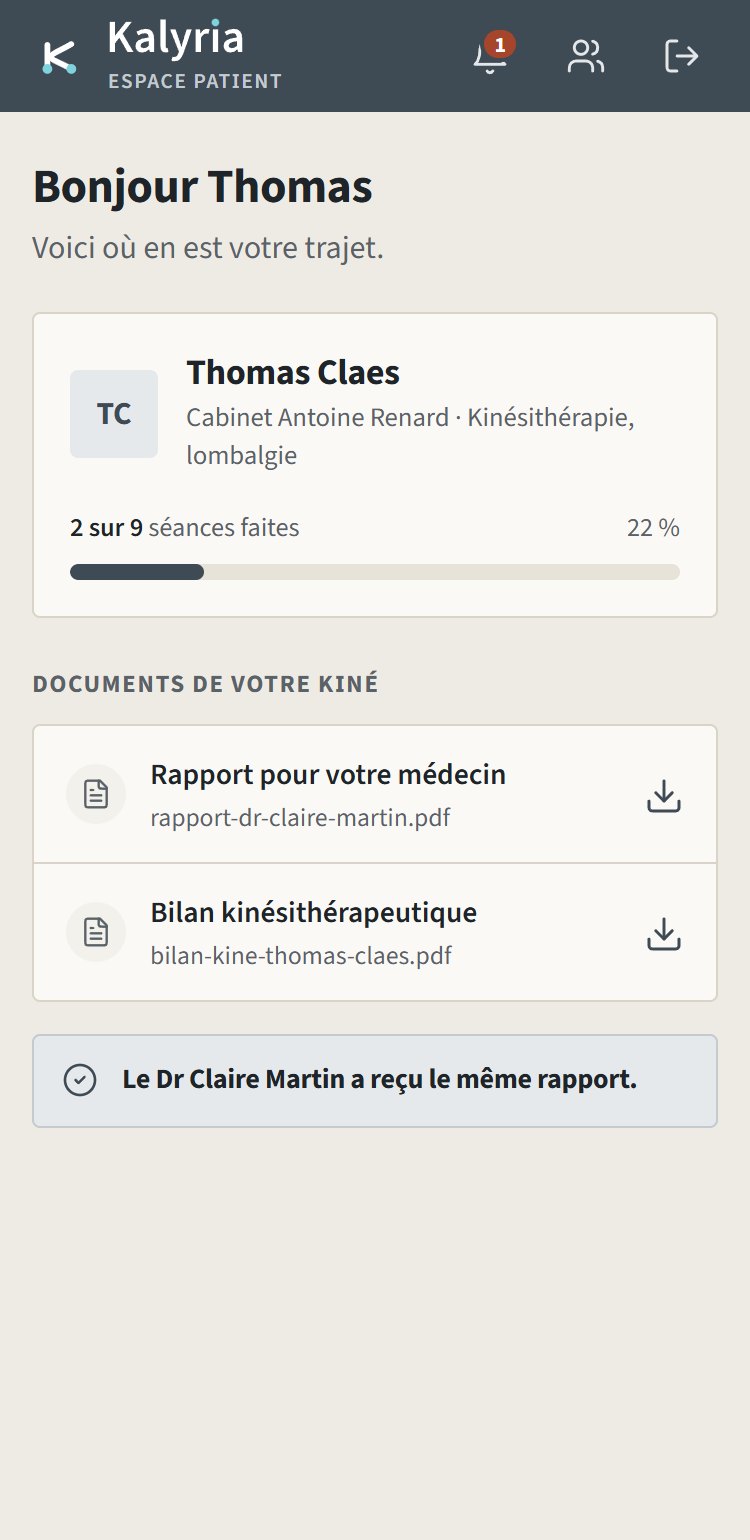 Kalyria
ESPACE PATIENT
1
Bonjour Thomas
Voici où en est votre trajet.
TC
Thomas Claes
Cabinet Antoine Renard · Kinésithérapie,
lombalgie
2 sur 9 séances faites
22 %
DOCUMENTS DE VOTRE KINÉ
Rapport pour votre médecin
rapport-dr-claire-martin.pdf
Bilan kinésithérapeutique
bilan-kine-thomas-claes.pdf
Le Dr Claire Martin a reçu le même rapport.